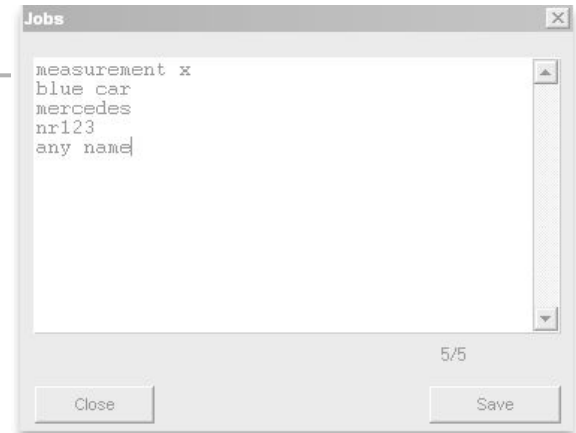 Jobs
measurement x
blue car
mercedes
nr123
any name
5/5
Close
Save